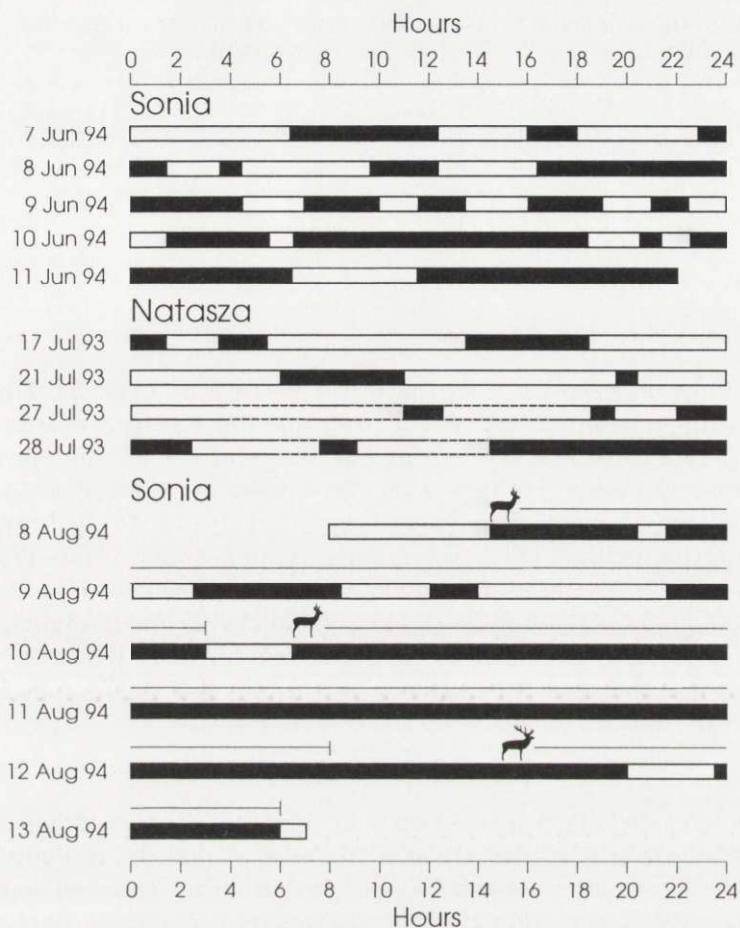 Hours
0 2 4 6 8 10 12 14 16 18 20 22 24
Sonia
7 Jun 94
8 Jun 94
9 Jun 94
10 Jun 94
11 Jun 94
Natasza
17 Jul 93
21 Jul 93
27 Jul 93
28 Jul 93
Sonia
8 Aug 94
9 Aug 94
10 Aug 94
11 Aug 94
12 Aug 94
13 Aug 94
0 2 4 6 8 10 12 14 16 18 20 22 24
Hours